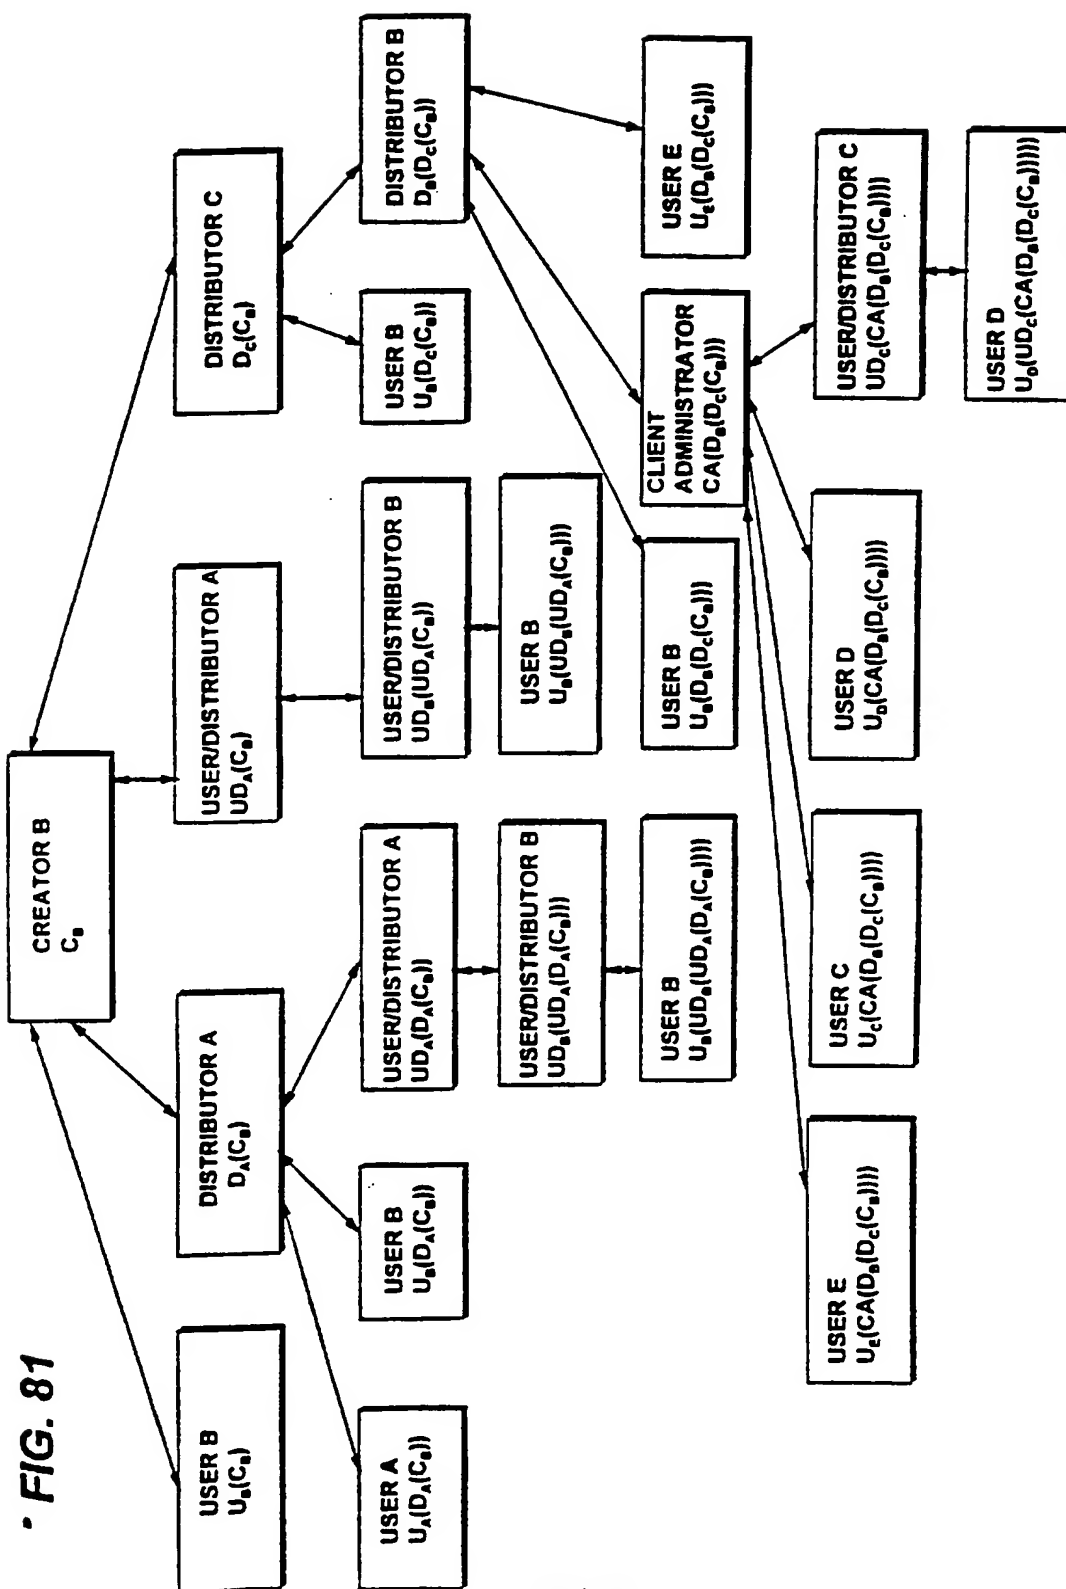 FIG. 81
CREATOR B
C_B
USER B
U_B(C_B)
DISTRIBUTOR A
D_A(C_B)
USER/DISTRIBUTOR A
UD_A(C_B)
DISTRIBUTOR C
D_C(C_B)
USER A
U_A(D_A(C_B))
USER B
U_B(D_A(C_B))
USER/DISTRIBUTOR A
UD_A(D_A(C_B))
USER/DISTRIBUTOR B
UD_B(UD_A(C_B))
USER B
U_B(D_C(C_B))
DISTRIBUTOR B
D_B(D_C(C_B))
USER/DISTRIBUTOR B
UD_B(UD_A(D_A(C_B)))
USER B
U_B(UD_B(UD_A(C_B)))
USER B
U_B(UD_B(UD_A(D_A(C_B))))
USER B
U_B(D_B(D_C(C_B)))
CLIENT
ADMINISTRATOR
CA(D_B(D_C(C_B)))
USER E
U_E(D_B(D_C(C_B)))
USER E
U_E(CA(D_B(D_C(C_B))))
USER C
U_C(CA(D_B(D_C(C_B))))
USER D
U_D(CA(D_B(D_C(C_B))))
USER/DISTRIBUTOR C
UD_C(CA(D_B(D_C(C_B))))
USER D
U_D(UD_C(CA(D_B(D_C(C_B)))))